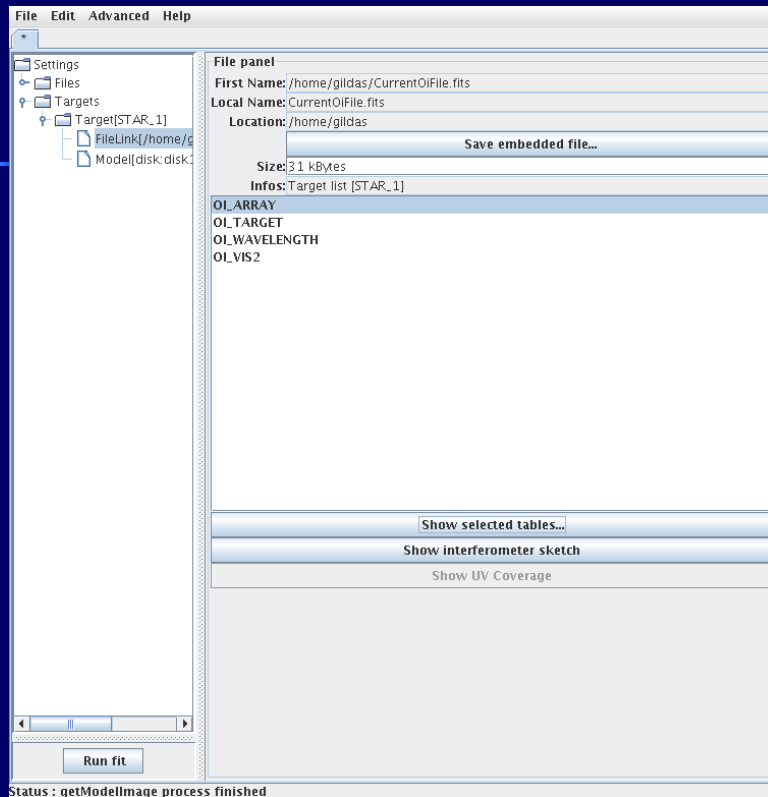 File Edit Advanced Help
*
Settings
Files
Targets
Target[STAR_1]
FileLink[/home/g
Model[disk:disk1
File panel
First Name: /home/gildas/CurrentOiFile.fits
Local Name: CurrentOiFile.fits
Location: /home/gildas
Save embedded file...
Size: 31 kBytes
Infos: Target list [STAR_1]
OI_ARRAY
OI_TARGET
OI_WAVELENGTH
OI_VIS2
Show selected tables...
Show interferometer sketch
Show UV Coverage
Run fit
Status : getModelImage process finished